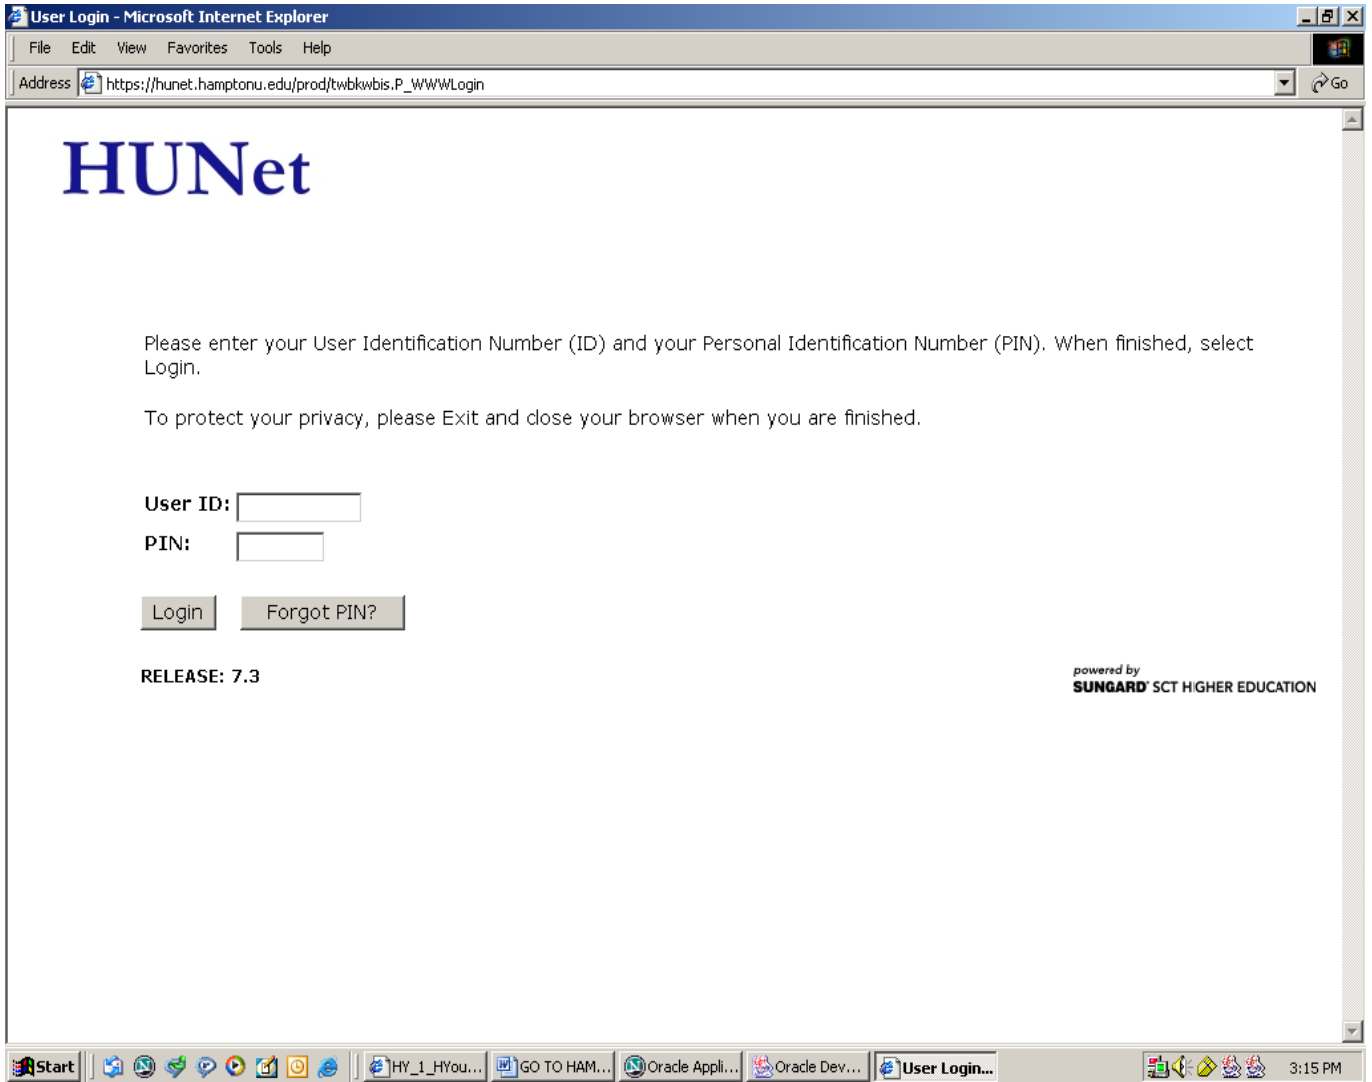 User Login - Microsoft Internet Explorer
File Edit View Favorites Tools Help
Address https://hunet.hamptonu.edu/prod/twbkwbis.P_WWWLogin Go
HUNet
Please enter your User Identification Number (ID) and your Personal Identification Number (PIN). When finished, select
Login.
To protect your privacy, please Exit and close your browser when you are finished.
User ID:
PIN:
Login Forgot PIN?
RELEASE: 7.3
powered by
SUNGARD® SCT HIGHER EDUCATION
Start HY_1_HYou... GO TO HAM... Oracle Appli... Oracle Dev... User Login... 3:15 PM